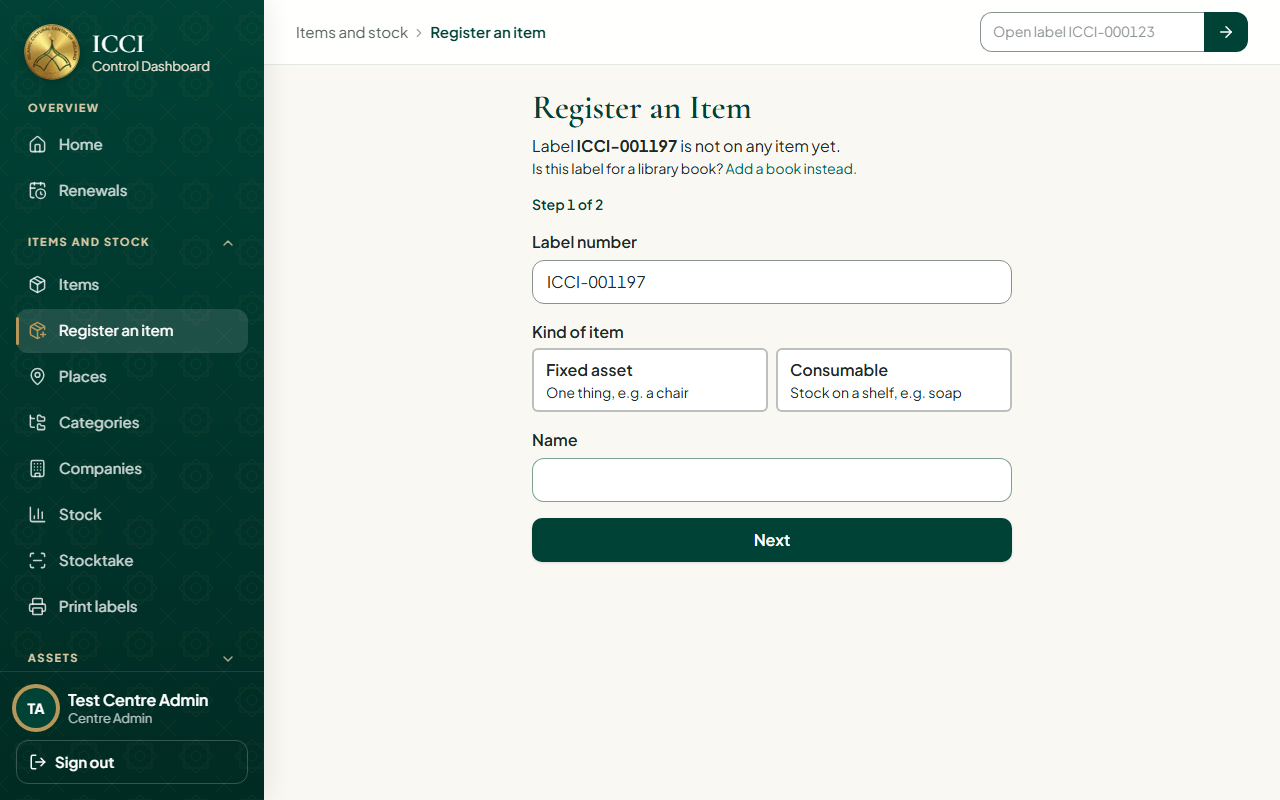 ICCI
Control Dashboard
OVERVIEW
Home
Renewals
ITEMS AND STOCK
Items
Register an item
Places
Categories
Companies
Stock
Stocktake
Print labels
ASSETS
TA
Test Centre Admin
Centre Admin
Sign out
Items and stock › Register an item
Open label ICCI-000123
Register an Item
Label ICCI-001197 is not on any item yet.
Is this label for a library book? Add a book instead.
Step 1 of 2
Label number
ICCI-001197
Kind of item
Fixed asset
One thing, e.g. a chair
Consumable
Stock on a shelf, e.g. soap
Name
Next